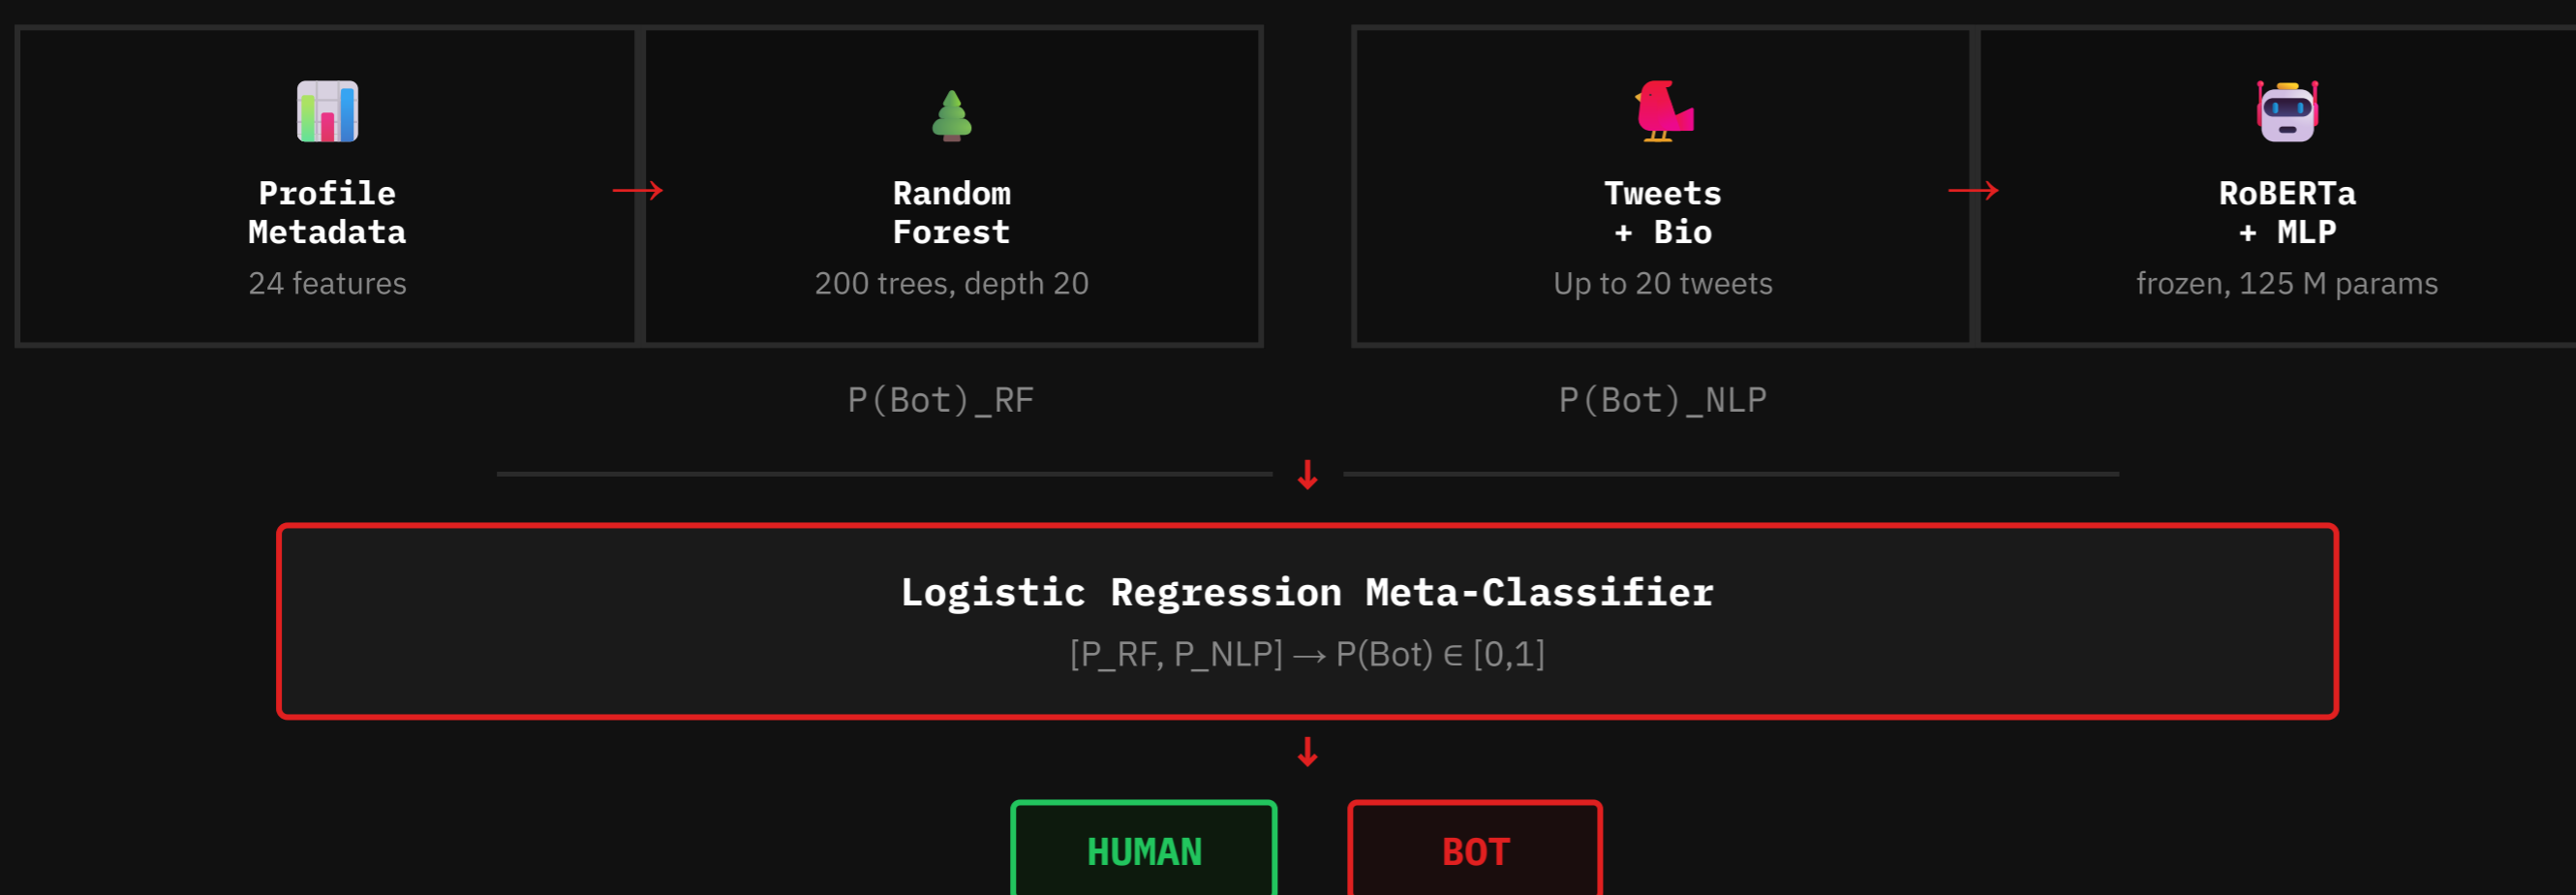 Profile
Metadata
24 features
→
Random
Forest
200 trees, depth 20
Tweets
+ Bio
Up to 20 tweets
→
RoBERTa
+ MLP
frozen, 125 M params
P(Bot)_RF
P(Bot)_NLP
↓
Logistic Regression Meta-Classifier
[P_RF, P_NLP] → P(Bot) ∈ [0,1]
↓
HUMAN
BOT